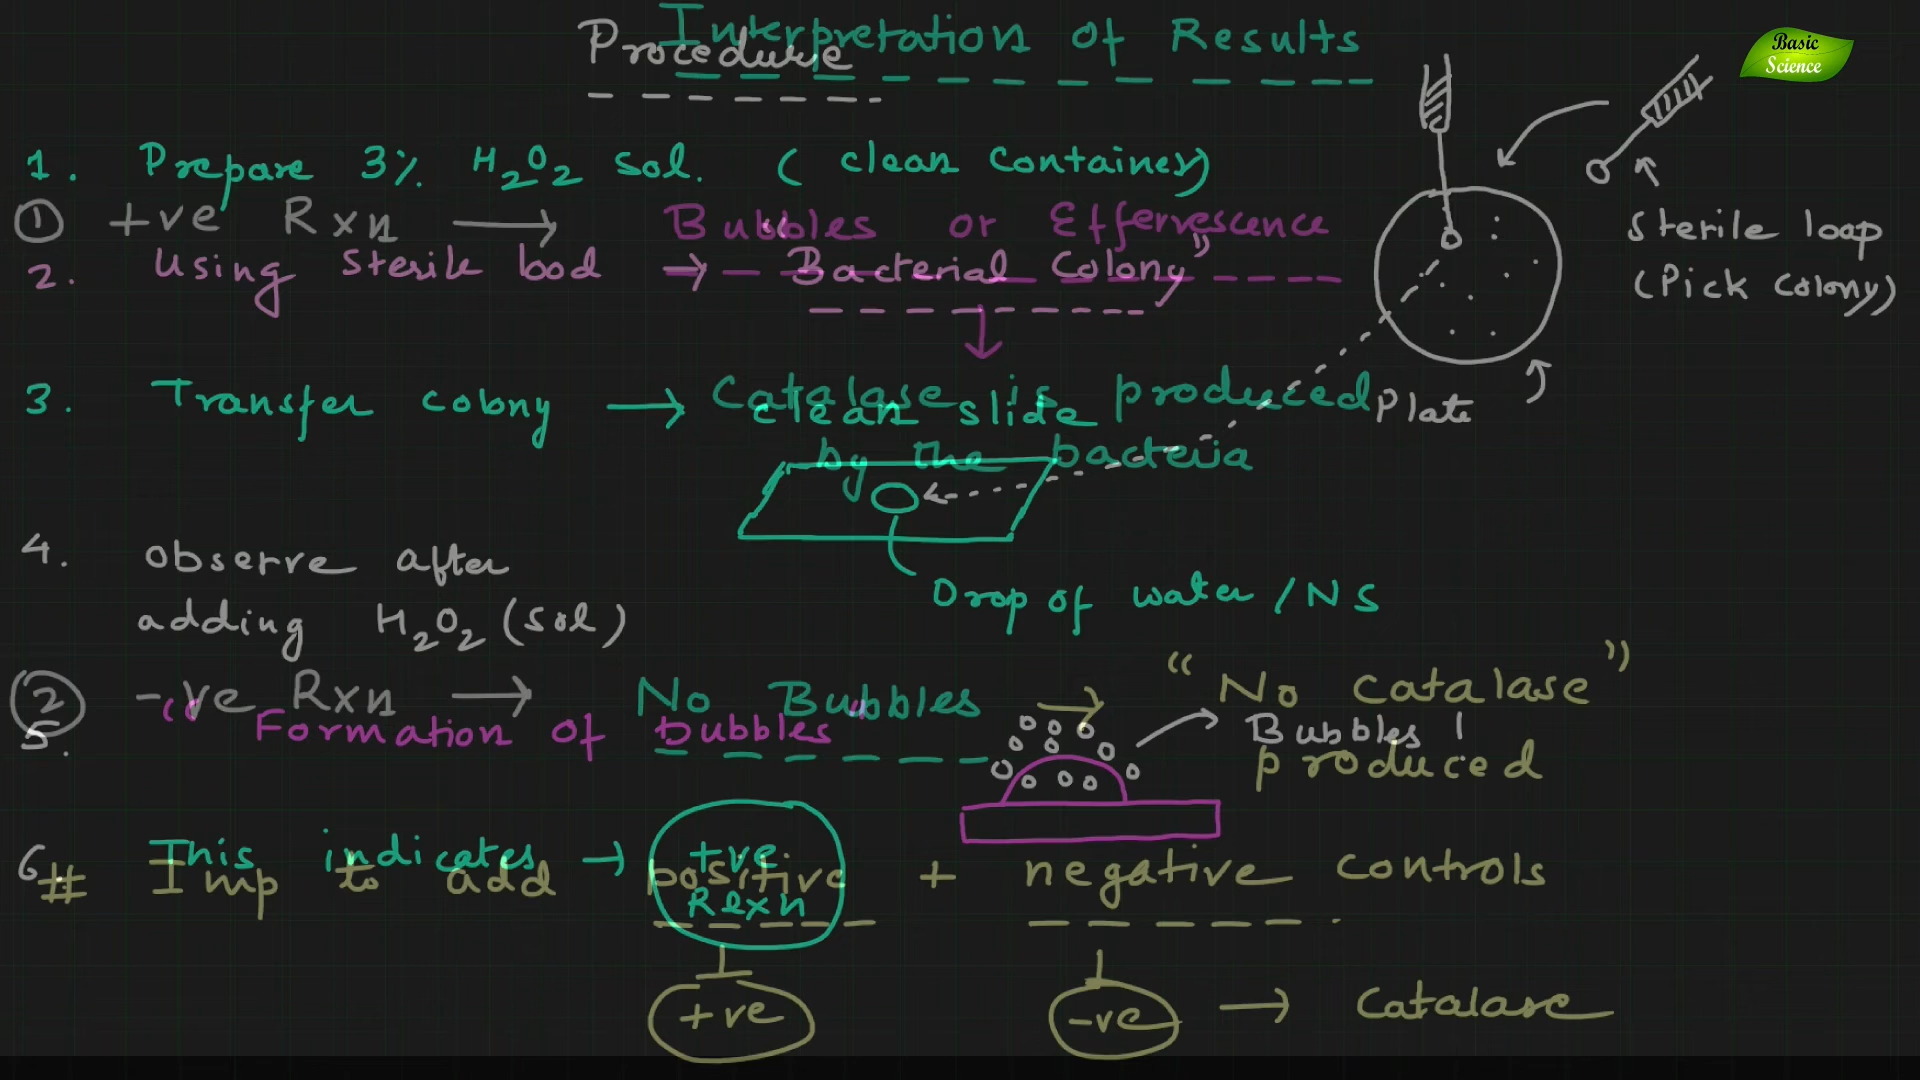 Interpretation of Results
Procedure
Basic
Science
1. Prepare 3% H2O2 sol. (clean container)
① +ve Rxn → Bubbles or Effervescence
2. Using Sterile lood → "Bacterial Colony"
Sterile loop
(Pick colony)
3. Transfer colony → clean slide
Catalase is produced
by the bacteria
Plate
4. Observe after
adding H2O2 (sol)
Drop of water / NS
② -ve Rxn → No Bubbles → "No catalase"
produced
5. "Formation of bubbles"
Bubbles !
6 This indicates → +ve
Rexn
# Imp to add positive + negative controls
+ve
-ve → Catalase